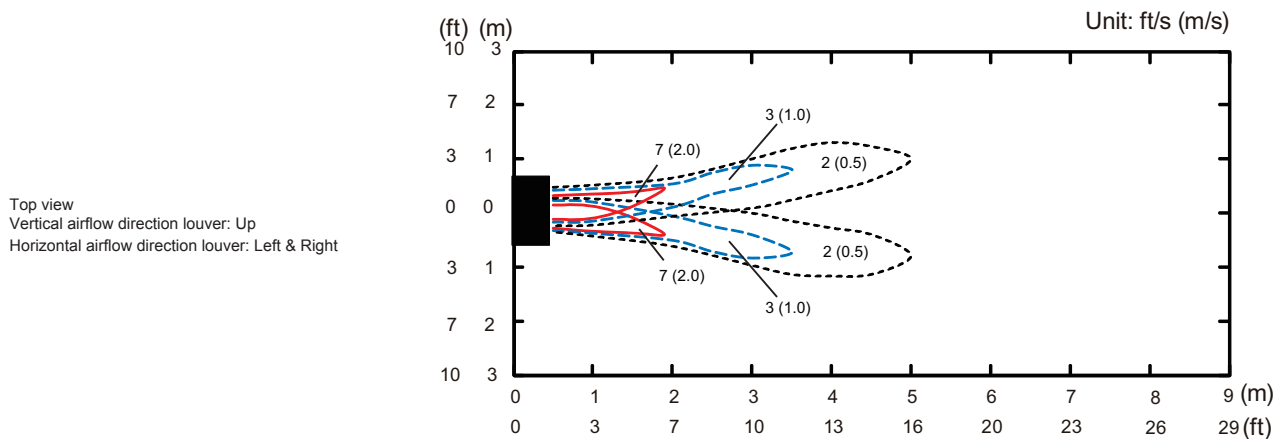 Unit: ft/s (m/s)
(ft) (m)
10 3
7 2
3 1
0 0
3 1
7 2
10 3
3 (1.0)
7 (2.0)
2 (0.5)
2 (0.5)
7 (2.0)
3 (1.0)
Top view
Vertical airflow direction louver: Up
Horizontal airflow direction louver: Left & Right
0 1 2 3 4 5 6 7 8 9 (m)
0 3 7 10 13 16 20 23 26 29 (ft)